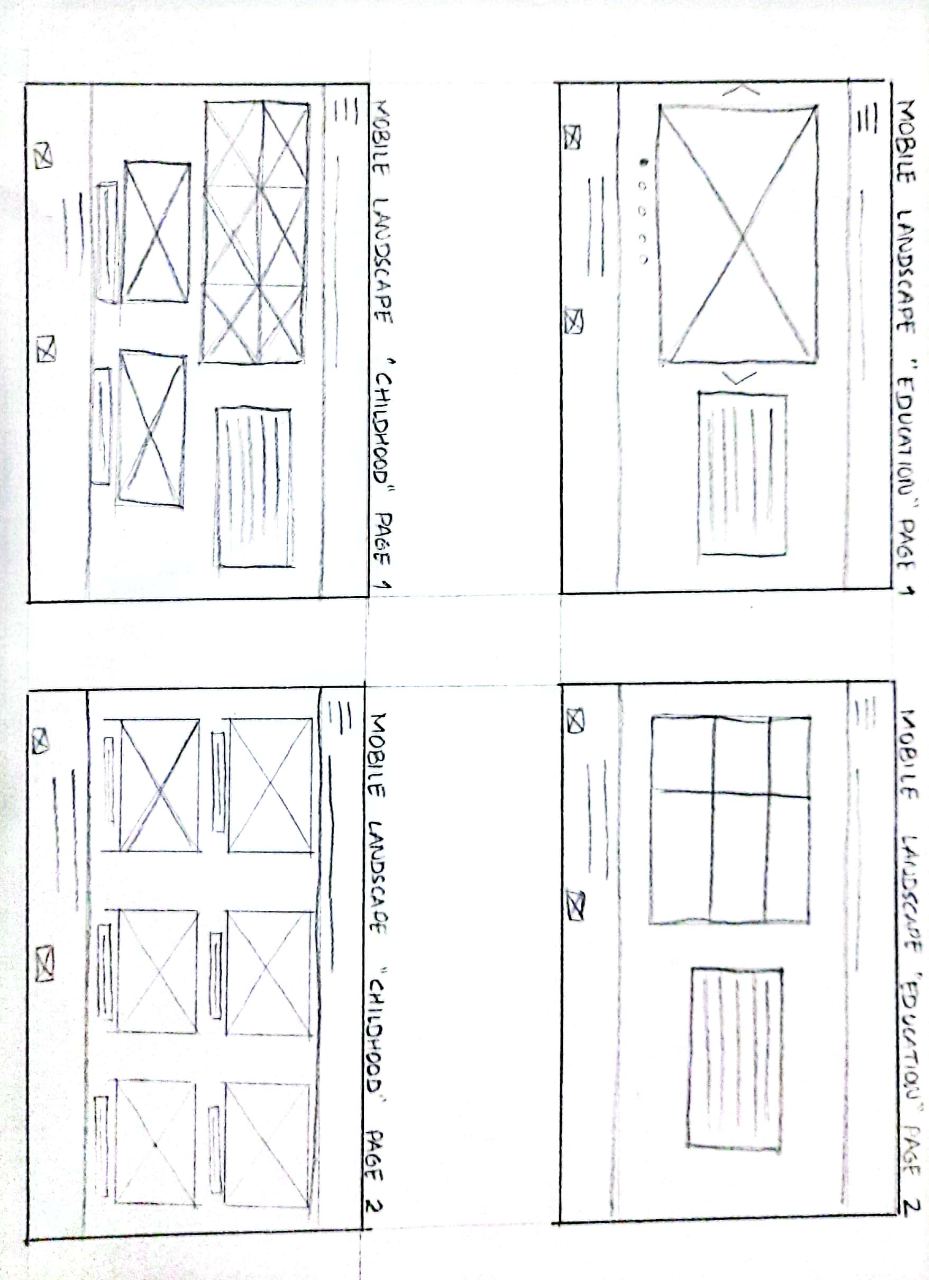 MOBILE LANDSCAPE "EDUCATION" PAGE 1
MOBILE LANDSCAPE "EDUCATION" PAGE 2
MOBILE LANDSCAPE "CHILDHOOD" PAGE 1
MOBILE LANDSCAPE "CHILDHOOD" PAGE 2